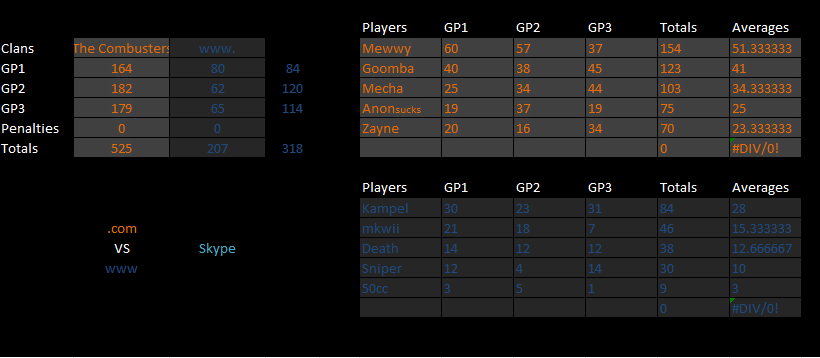 Clans The Combusters www.
GP1 164 80 84
GP2 182 62 120
GP3 179 65 114
Penalties 0 0
Totals 525 207 318
.com
VS Skype
www
Players GP1 GP2 GP3 Totals Averages
Mewwy 60 57 37 154 51.333333
Goomba 40 38 45 123 41
Mecha 25 34 44 103 34.333333
Anonsucks 19 37 19 75 25
Zayne 20 16 34 70 23.333333
0 #DIV/0!
Players GP1 GP2 GP3 Totals Averages
Kampel 30 23 31 84 28
mkwii 21 18 7 46 15.333333
Death 14 12 12 38 12.666667
Sniper 12 4 14 30 10
50cc 3 5 1 9 3
0 #DIV/0!